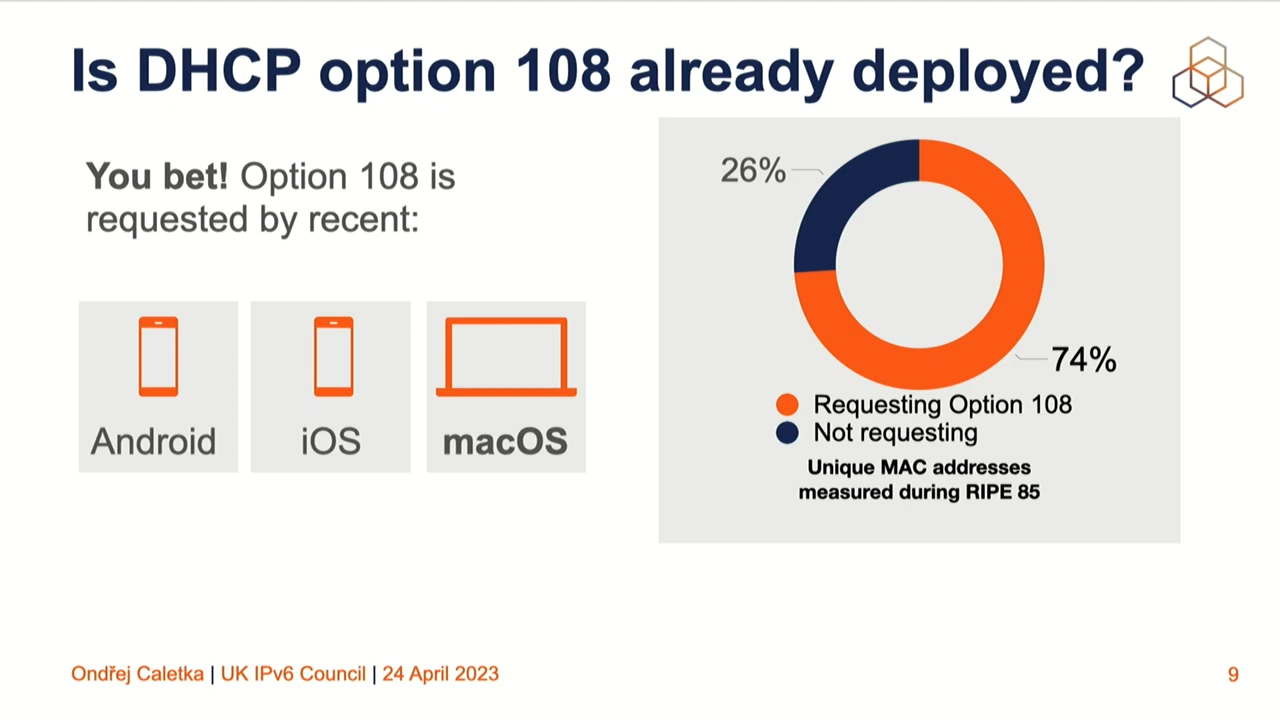 Is DHCP option 108 already deployed?
You bet! Option 108 is
requested by recent:
Android
iOS
macOS
26%
74%
Requesting Option 108
Not requesting
Unique MAC addresses
measured during RIPE 85
Ondřej Caletka | UK IPv6 Council | 24 April 2023
9